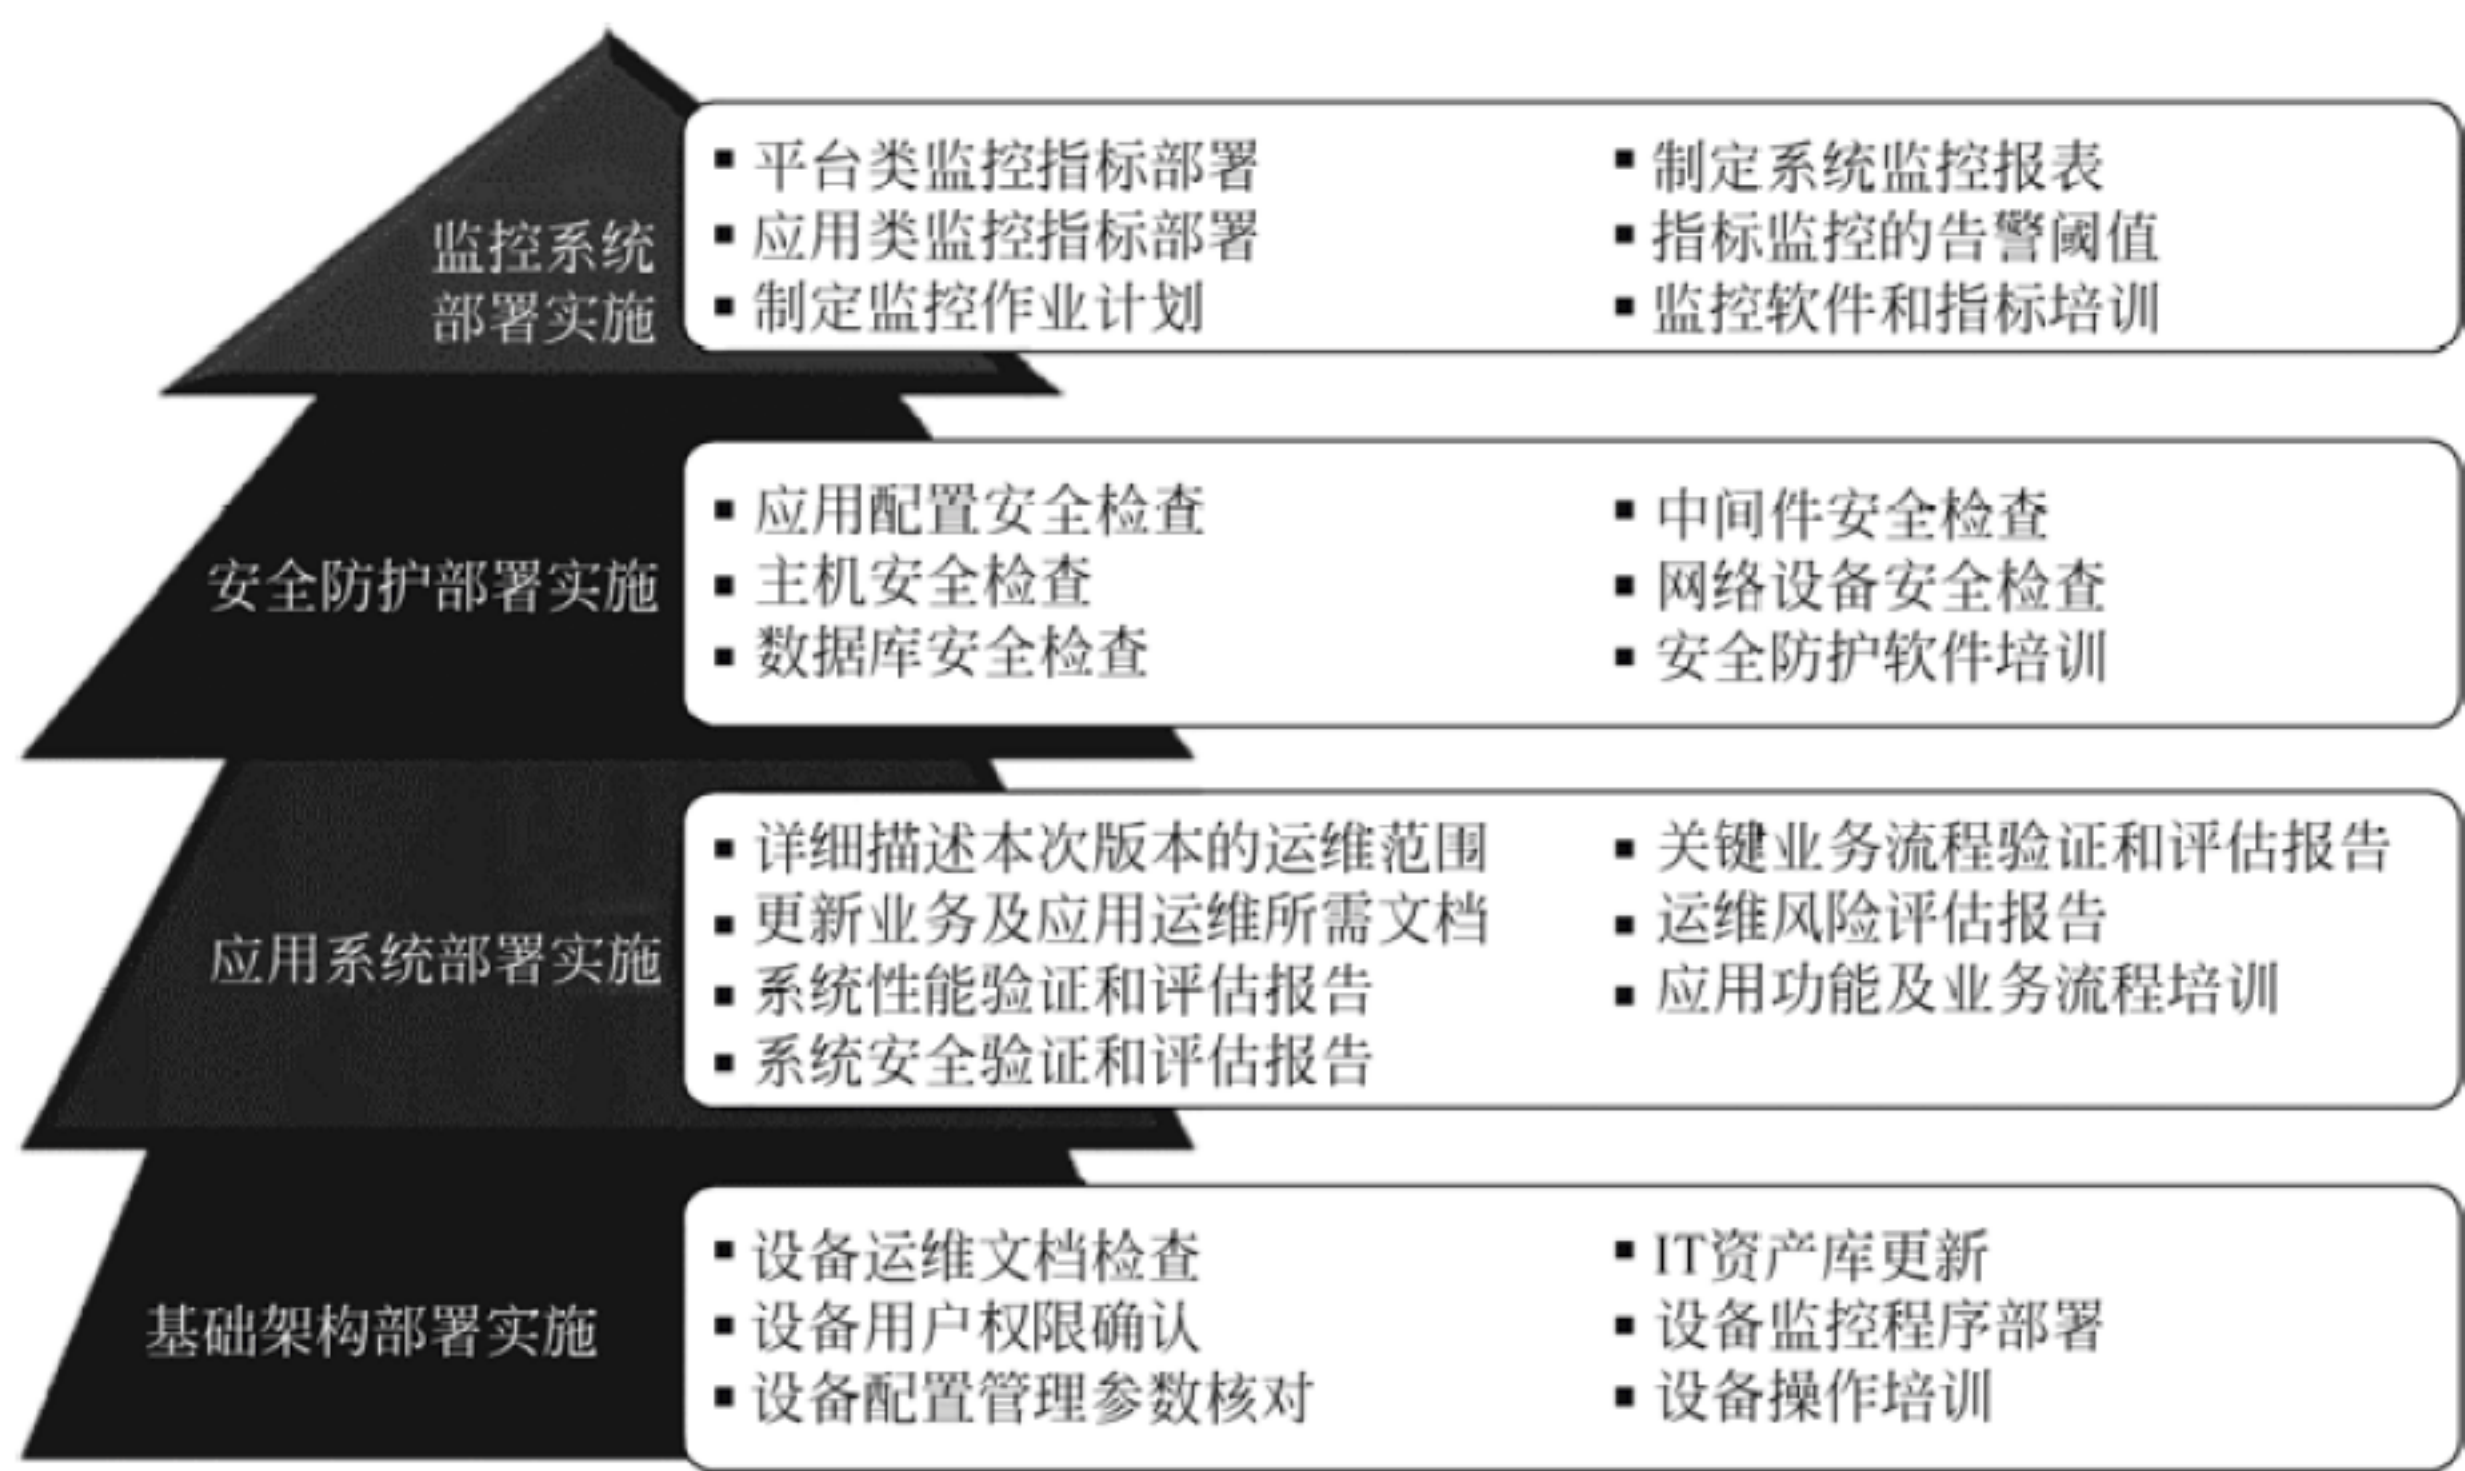 监控系统
部署实施
平台类监控指标部署
应用类监控指标部署
制定监控作业计划
制定系统监控报表
指标监控的告警阈值
监控软件和指标培训
安全防护部署实施
应用配置安全检查
主机安全检查
数据库安全检查
中间件安全检查
网络设备安全检查
安全防护软件培训
应用系统部署实施
详细描述本次版本的运维范围
更新业务及应用运维所需文档
系统性能验证和评估报告
系统安全验证和评估报告
关键业务流程验证和评估报告
运维风险评估报告
应用功能及业务流程培训
基础架构部署实施
设备运维文档检查
设备用户权限确认
设备配置管理参数核对
IT资产库更新
设备监控程序部署
设备操作培训